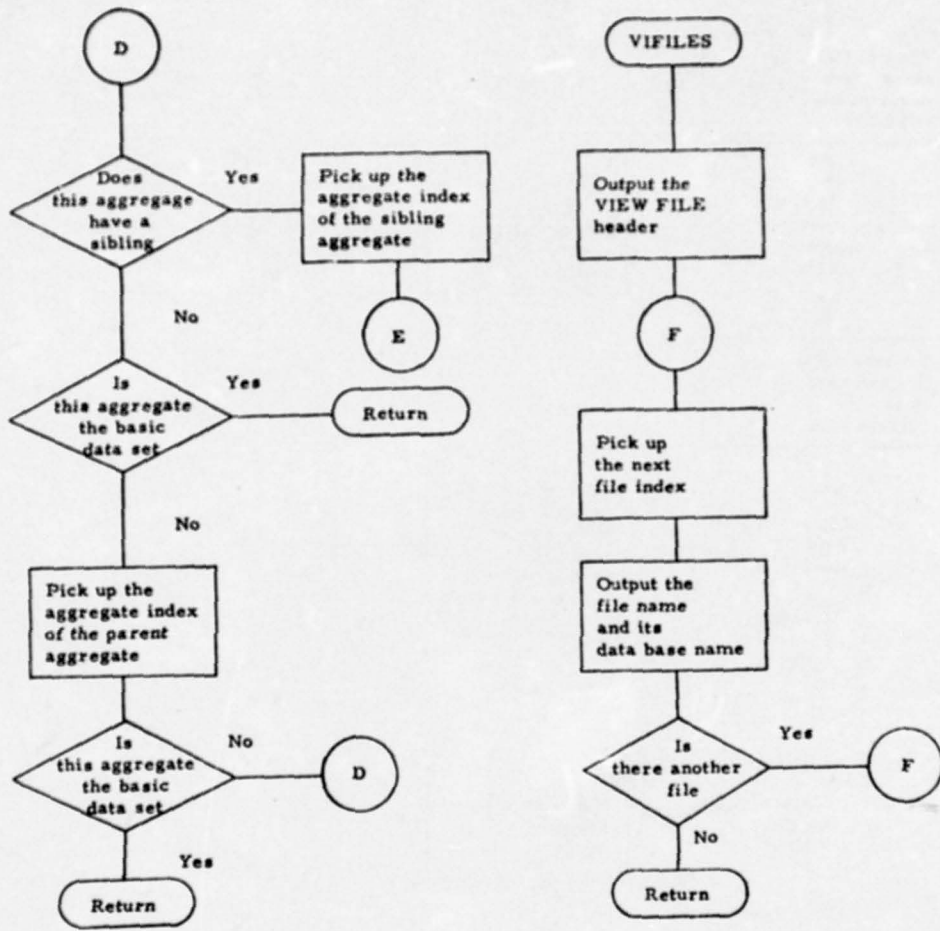 D
Does
this aggregage
have a
sibling
Yes
Pick up the
aggregate index
of the sibling
aggregate
No
E
Is
this aggregate
the basic
data set
Yes
Return
No
Pick up the
aggregate index
of the parent
aggregate
Is
this aggregate
the basic
data set
No
D
Yes
Return
VIFILES
Output the
VIEW FILE
header
F
Pick up
the next
file index
Output the
file name
and its
data base name
Is
there another
file
Yes
F
No
Return